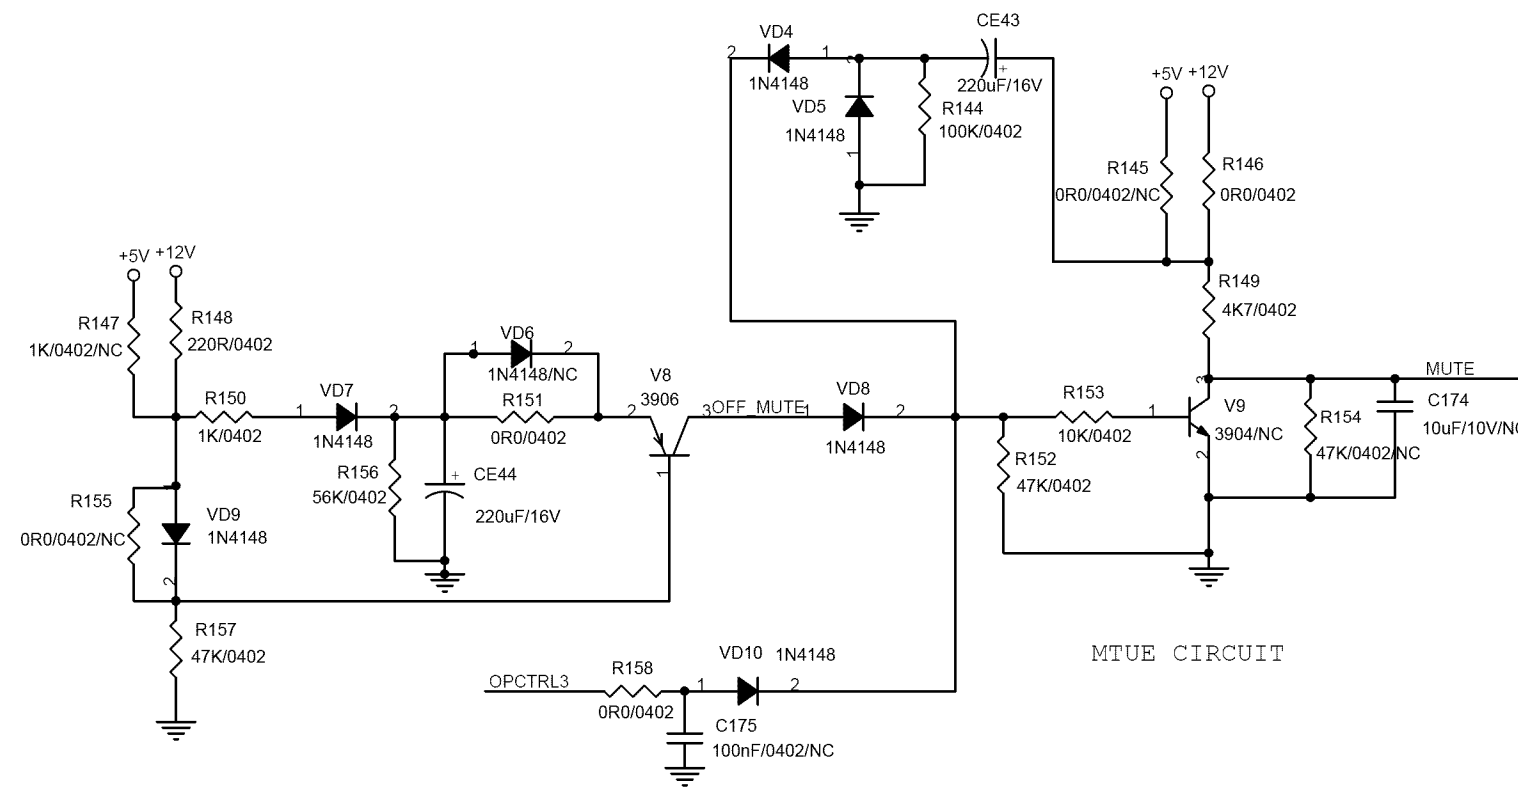 CE43
VD4
2
1
2
1N4148
+
220uF/16V
+5V +12V
VD5
R144
1N4148
100K/0402
1
R145
R146
0R0/0402/NC
0R0/0402
+5V +12V
R149
4K7/0402
R147
R148
1K/0402/NC
220R/0402
VD6
1
2
1N4148/NC
V8
3906
MUTE
3
R150
VD7
1
2
R151
2
3
OFF_MUTE
1
VD8
2
R153
1
V9
C174
1K/0402
1N4148
0R0/0402
1N4148
10K/0402
3904/NC
R154
10uF/10V/NC
R156
56K/0402
+
CE44
1
R152
47K/0402
2
47K/0402/NC
R155
1
VD9
220uF/16V
0R0/0402/NC
1N4148
2
R157
47K/0402
MTUE CIRCUIT
VD10 1N4148
OPCTRL3
R158
1
2
0R0/0402
C175
100nF/0402/NC